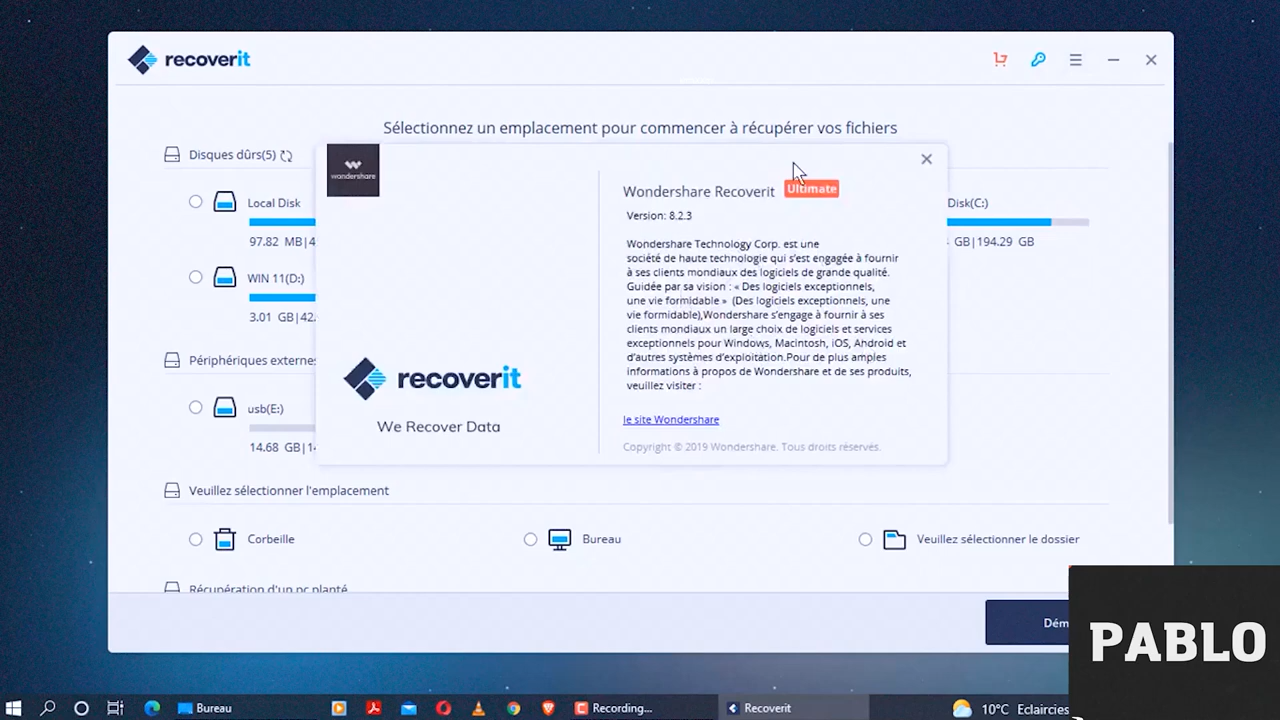 recoverit
Sélectionnez un emplacement pour commencer à récupérer vos fichiers
Disques dûrs(5)
Local Disk
97.82 MB|4
Disk(C:)
GB|194.29 GB
WIN 11(D:)
3.01 GB|42.
Périphériques externes
usb(E:)
14.68 GB|14
wondershare
recoverit
We Recover Data
Wondershare Recoverit Ultimate
Version: 8.2.3
Wondershare Technology Corp. est une
société de haute technologie qui s'est engagée à fournir
à ses clients mondiaux des logiciels de grande qualité.
Guidée par sa vision : « Des logiciels exceptionnels,
une vie formidable » (Des logiciels exceptionnels, une
vie formidable),Wondershare s'engage à fournir à ses
clients mondiaux un large choix de logiciels et services
exceptionnels pour Windows, Macintosh, iOS, Android et
d'autres systèmes d'exploitation.Pour de plus amples
informations à propos de Wondershare et de ses produits,
veuillez visiter :
le site Wondershare
Copyright © 2019 Wondershare. Tous droits réservés.
Veuillez sélectionner l'emplacement
Corbeille
Bureau
Veuillez sélectionner le dossier
Récupération d'un pc planté
Dém
PABLO
Bureau
Recording...
Recoverit
10°C Eclaircies